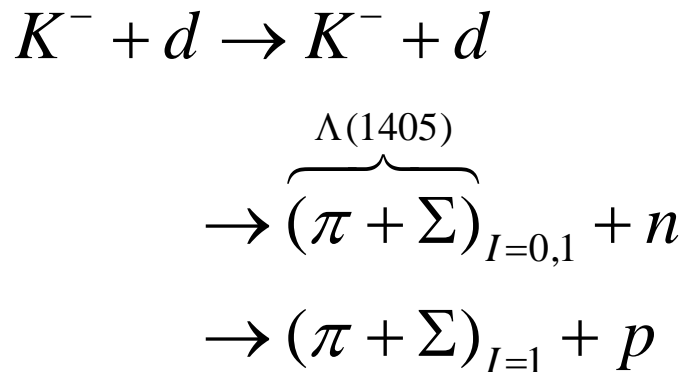 K⁻ + d → K⁻ + d
Λ(1405)
→ (π + Σ)_{I=0,1} + n
→ (π + Σ)_{I=1} + p